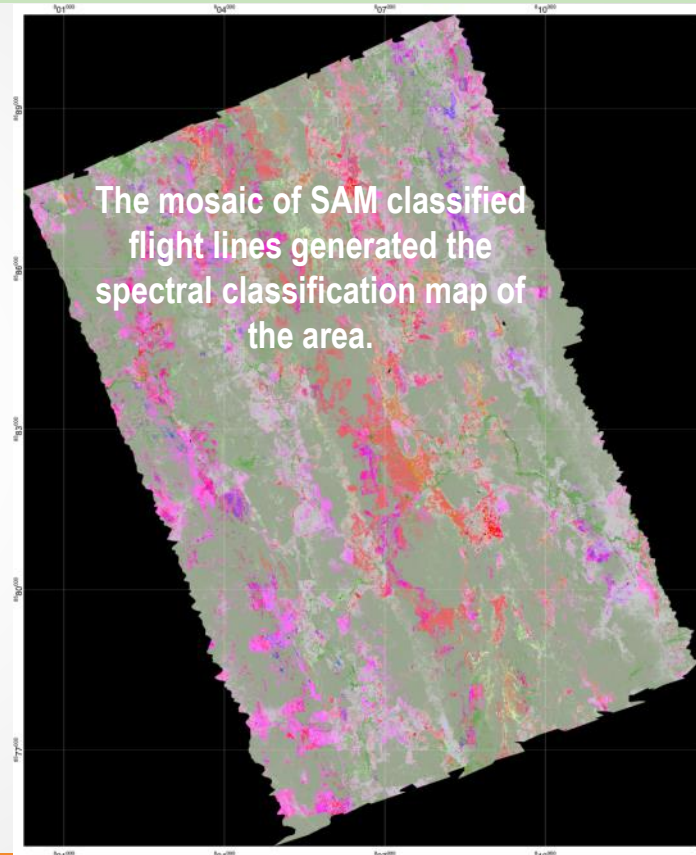 The mosaic of SAM classified
flight lines generated the
spectral classification map of
the area.